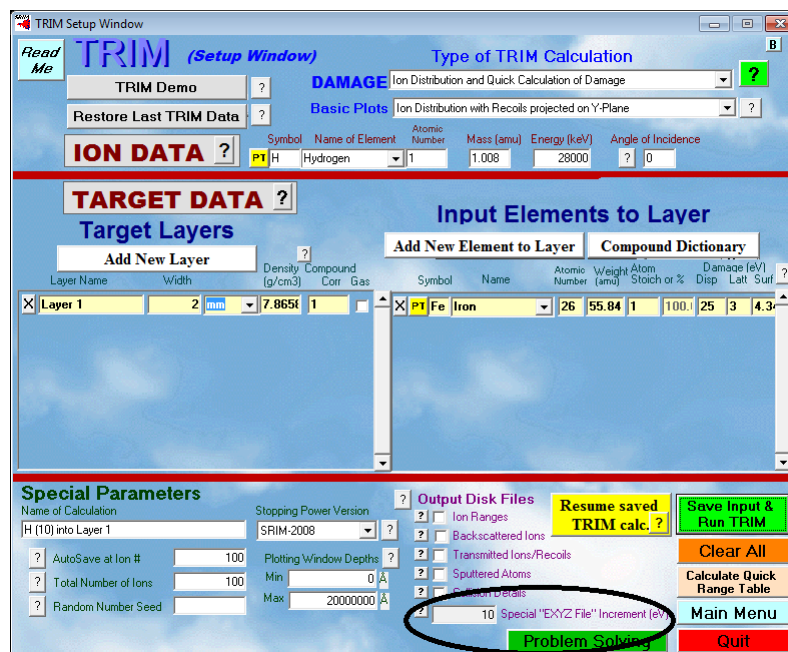 TRIM Setup Window
Read Me
TRIM (Setup Window)
Type of TRIM Calculation
B
TRIM Demo ?
DAMAGE Ion Distribution and Quick Calculation of Damage ?
Restore Last TRIM Data ?
Basic Plots Ion Distribution with Recoils projected on Y-Plane ?
Symbol Name of Element Atomic Number Mass (amu) Energy (keV) Angle of Incidence
ION DATA ? PT H Hydrogen 1 1.008 28000 ? 0
TARGET DATA ?
Target Layers
Input Elements to Layer
Add New Layer ?
Add New Element to Layer Compound Dictionary
Layer Name Width Density (g/cm3) Compound Corr Gas
Symbol Name Atomic Number Weight (amu) Atom Stoich or % Damage (eV) Disp Latt Surf ?
X Layer 1 2 mm 7.8658 1
X PT Fe Iron 26 55.84 1 100. 25 3 4.34
Special Parameters
Name of Calculation
H (10) into Layer 1
Stopping Power Version
SRIM-2008 ?
? AutoSave at Ion # 100
? Total Number of Ions 100
? Random Number Seed
Plotting Window Depths ?
Min 0 Å
Max 20000000 Å
? Output Disk Files
? Ion Ranges
? Backscattered Ions
? Transmitted Ions/Recoils
? Sputtered Atoms
? Collision Details
? 10 Special "EXYZ File" Increment (eV)
Resume saved TRIM calc. ?
Problem Solving
Save Input & Run TRIM
Clear All
Calculate Quick Range Table
Main Menu
Quit